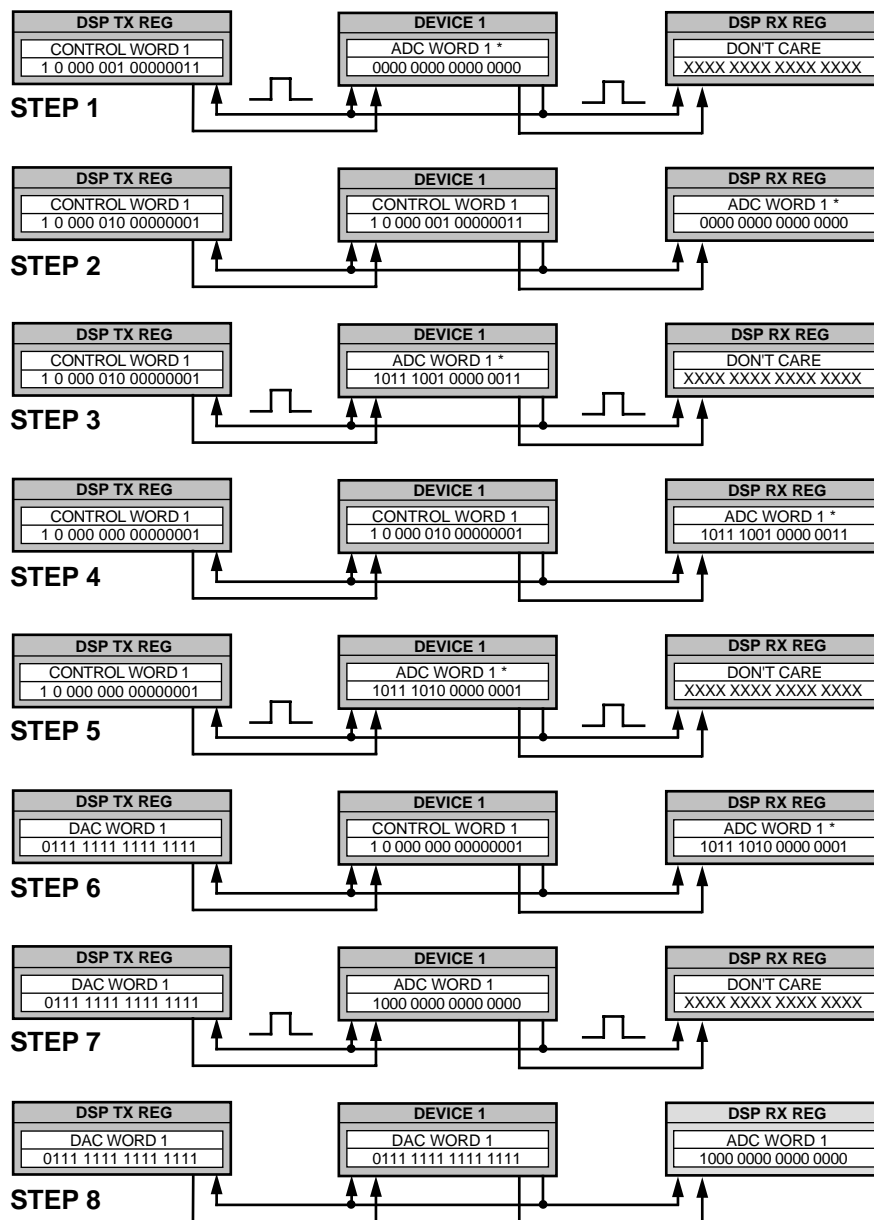 DSP TX REG
CONTROL WORD 1
1 0 000 001 00000011
DEVICE 1
ADC WORD 1 *
0000 0000 0000 0000
DSP RX REG
DON'T CARE
XXXX XXXX XXXX XXXX
STEP 1
DSP TX REG
CONTROL WORD 1
1 0 000 010 00000001
DEVICE 1
CONTROL WORD 1
1 0 000 001 00000011
DSP RX REG
ADC WORD 1 *
0000 0000 0000 0000
STEP 2
DSP TX REG
CONTROL WORD 1
1 0 000 010 00000001
DEVICE 1
ADC WORD 1 *
1011 1001 0000 0011
DSP RX REG
DON'T CARE
XXXX XXXX XXXX XXXX
STEP 3
DSP TX REG
CONTROL WORD 1
1 0 000 000 00000001
DEVICE 1
CONTROL WORD 1
1 0 000 010 00000001
DSP RX REG
ADC WORD 1 *
1011 1001 0000 0011
STEP 4
DSP TX REG
CONTROL WORD 1
1 0 000 000 00000001
DEVICE 1
ADC WORD 1 *
1011 1010 0000 0001
DSP RX REG
DON'T CARE
XXXX XXXX XXXX XXXX
STEP 5
DSP TX REG
DAC WORD 1
0111 1111 1111 1111
DEVICE 1
CONTROL WORD 1
1 0 000 000 00000001
DSP RX REG
ADC WORD 1 *
1011 1010 0000 0001
STEP 6
DSP TX REG
DAC WORD 1
0111 1111 1111 1111
DEVICE 1
ADC WORD 1
1000 0000 0000 0000
DSP RX REG
DON'T CARE
XXXX XXXX XXXX XXXX
STEP 7
DSP TX REG
DAC WORD 1
0111 1111 1111 1111
DEVICE 1
DAC WORD 1
0111 1111 1111 1111
DSP RX REG
ADC WORD 1
1000 0000 0000 0000
STEP 8